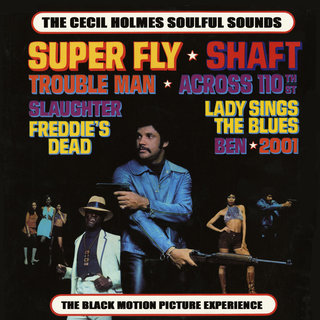 THE CECIL HOLMES SOULFUL SOUNDS
SUPER FLY ★ SHAFT
TROUBLE MAN ★ ACROSS 110TH ST
SLAUGHTER
FREDDIE'S
DEAD
LADY SINGS
THE BLUES
BEN ★ 2001
THE BLACK MOTION PICTURE EXPERIENCE